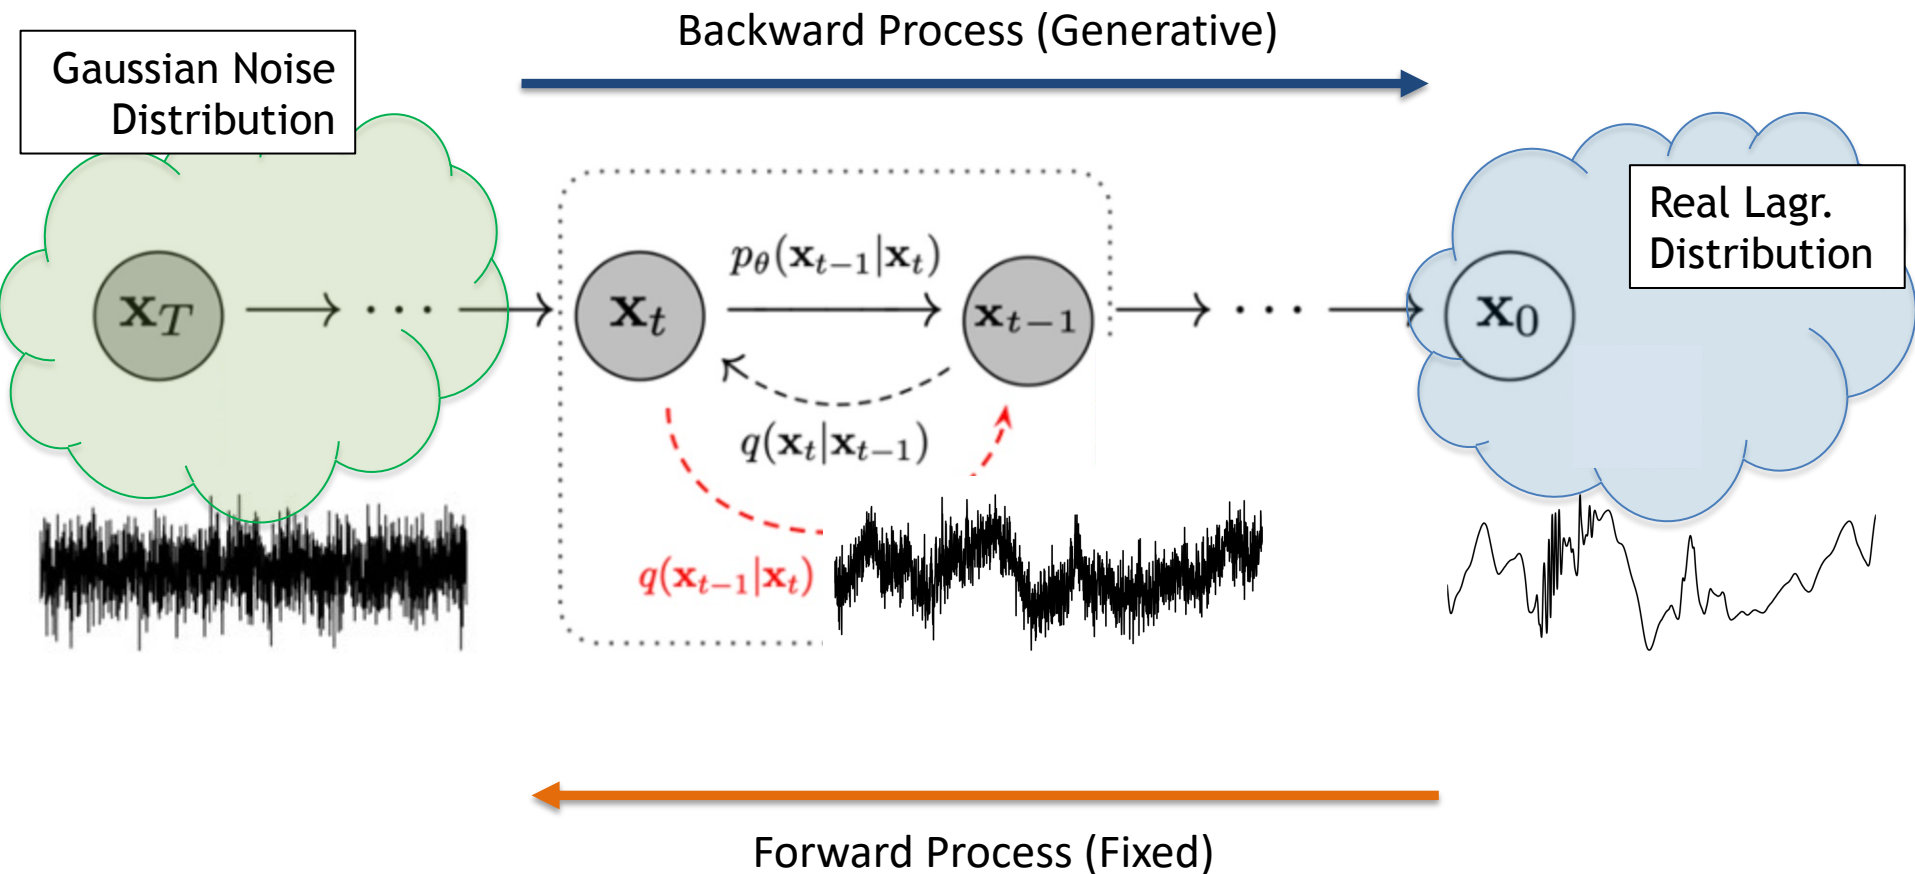 Backward Process (Generative)
Gaussian Noise
Distribution
Real Lagr.
Distribution
p_θ(x_{t−1}|x_t)
x_T → · · · → x_t → x_{t−1} → · · · → x_0
q(x_t|x_{t−1})
q(x_{t−1}|x_t)
Forward Process (Fixed)